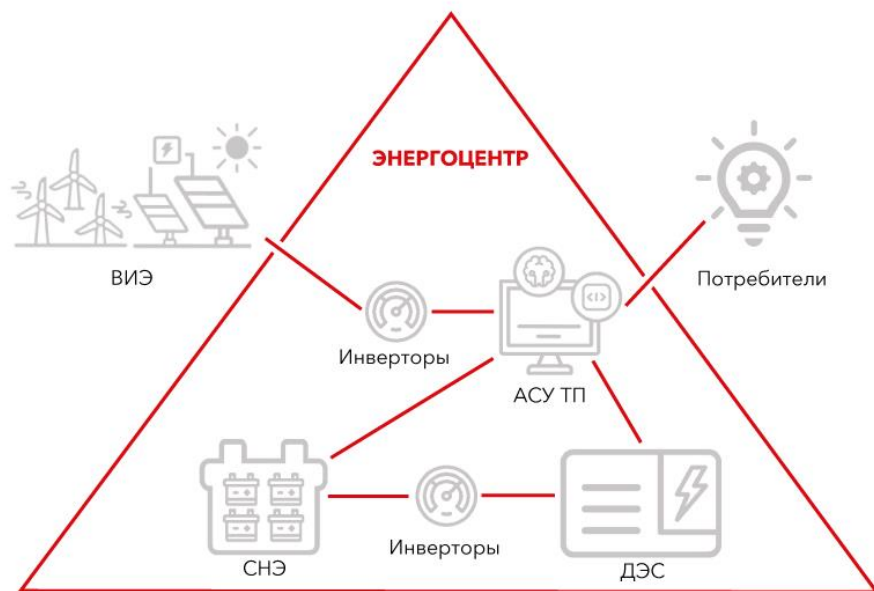 ЭНЕРГОЦЕНТР
ВИЭ
Потребители
Инверторы
АСУ ТП
СНЭ
Инверторы
ДЭС